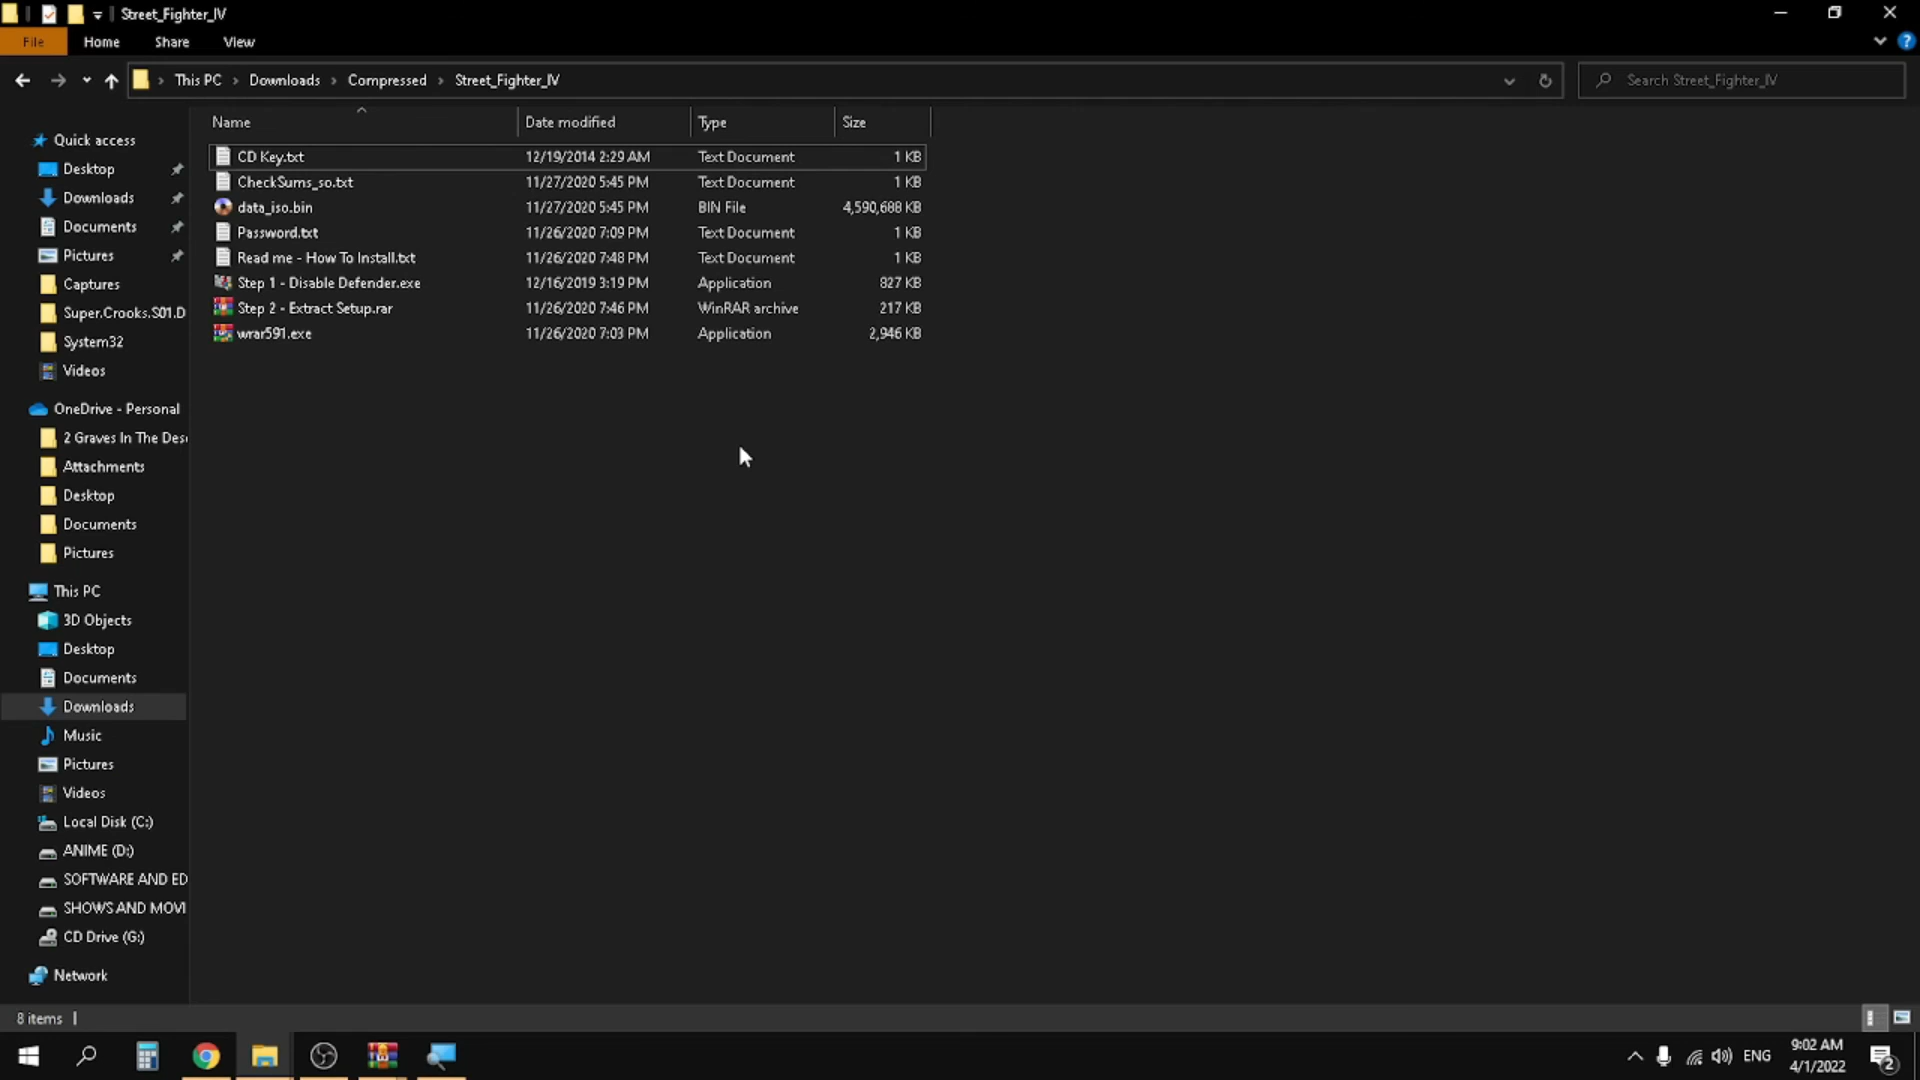 Street_Fighter_IV
File Home Share View
This PC Downloads Compressed Street_Fighter_IV Search Street_Fighter_IV
Name Date modified Type Size
CD Key.txt 12/19/2014 2:29 AM Text Document 1 KB
CheckSums_so.txt 11/27/2020 5:45 PM Text Document 1 KB
data_iso.bin 11/27/2020 5:45 PM BIN File 4,590,688 KB
Password.txt 11/26/2020 7:09 PM Text Document 1 KB
Read me - How To Install.txt 11/26/2020 7:48 PM Text Document 1 KB
Step 1 - Disable Defender.exe 12/16/2019 3:19 PM Application 827 KB
Step 2 - Extract Setup.rar 11/26/2020 7:46 PM WinRAR archive 217 KB
wrar591.exe 11/26/2020 7:03 PM Application 2,946 KB
Quick access
Desktop
Downloads
Documents
Pictures
Captures
Super.Crooks.S01.D
System32
Videos
OneDrive - Personal
2 Graves In The Dese
Attachments
Desktop
Documents
Pictures
This PC
3D Objects
Desktop
Documents
Downloads
Music
Pictures
Videos
Local Disk (C:)
ANIME (D:)
SOFTWARE AND ED
SHOWS AND MOVI
CD Drive (G:)
Network
8 items
ENG
9:02 AM
4/1/2022
2